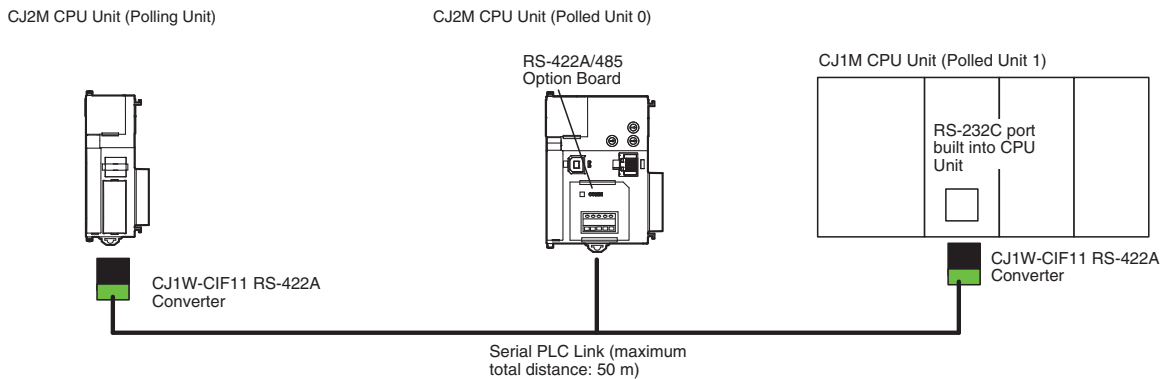 CJ2M CPU Unit (Polling Unit)
CJ2M CPU Unit (Polled Unit 0)
RS-422A/485
Option Board
CJ1M CPU Unit (Polled Unit 1)
RS-232C port
built into CPU
Unit
COMM
CJ1W-CIF11 RS-422A
Converter
CJ1W-CIF11 RS-422A
Converter
Serial PLC Link (maximum
total distance: 50 m)